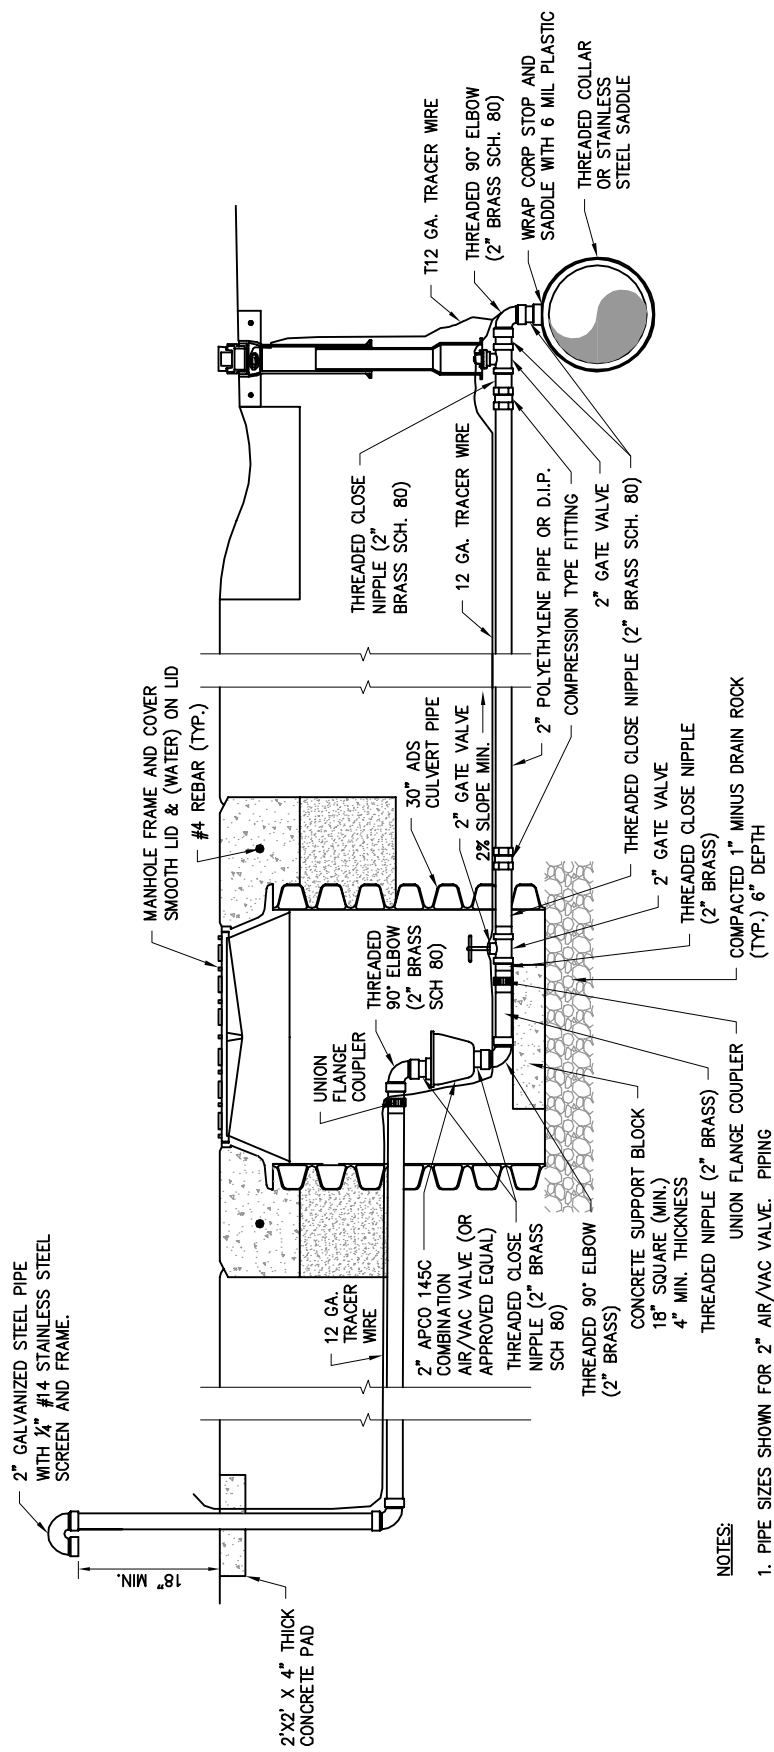 2" GALVANIZED STEEL PIPE
WITH ¼" #14 STAINLESS STEEL
SCREEN AND FRAME.
18" MIN.
2'X2' X 4" THICK
CONCRETE PAD
MANHOLE FRAME AND COVER
SMOOTH LID & (WATER) ON LID
#4 REBAR (TYP.)
12 GA.
TRACER
WIRE
UNION
FLANGE
COUPLER
THREADED
90° ELBOW
(2" BRASS
SCH 80)
30" ADS
CULVERT PIPE
2" GATE VALVE
2% SLOPE MIN.
THREADED CLOSE
NIPPLE (2"
BRASS SCH. 80)
12 GA. TRACER WIRE
T12 GA. TRACER WIRE
THREADED 90° ELBOW
(2" BRASS SCH. 80)
WRAP CORP STOP AND
SADDLE WITH 6 MIL PLASTIC
THREADED COLLAR
OR STAINLESS
STEEL SADDLE
2" APCO 145C
COMBINATION
AIR/VAC VALVE (OR
APPROVED EQUAL)
THREADED CLOSE
NIPPLE (2" BRASS
SCH 80)
THREADED 90° ELBOW
(2" BRASS)
CONCRETE SUPPORT BLOCK
18" SQUARE (MIN.)
4" MIN. THICKNESS
THREADED NIPPLE (2" BRASS)
UNION FLANGE COUPLER
2" POLYETHYLENE PIPE OR D.I.P.
COMPRESSION TYPE FITTING
2" GATE VALVE
THREADED CLOSE NIPPLE (2" BRASS SCH. 80)
2" GATE VALVE
THREADED CLOSE NIPPLE
(2" BRASS)
COMPACTED 1" MINUS DRAIN ROCK
(TYP.) 6" DEPTH
NOTES:
1. PIPE SIZES SHOWN FOR 2" AIR/VAC VALVE. PIPING